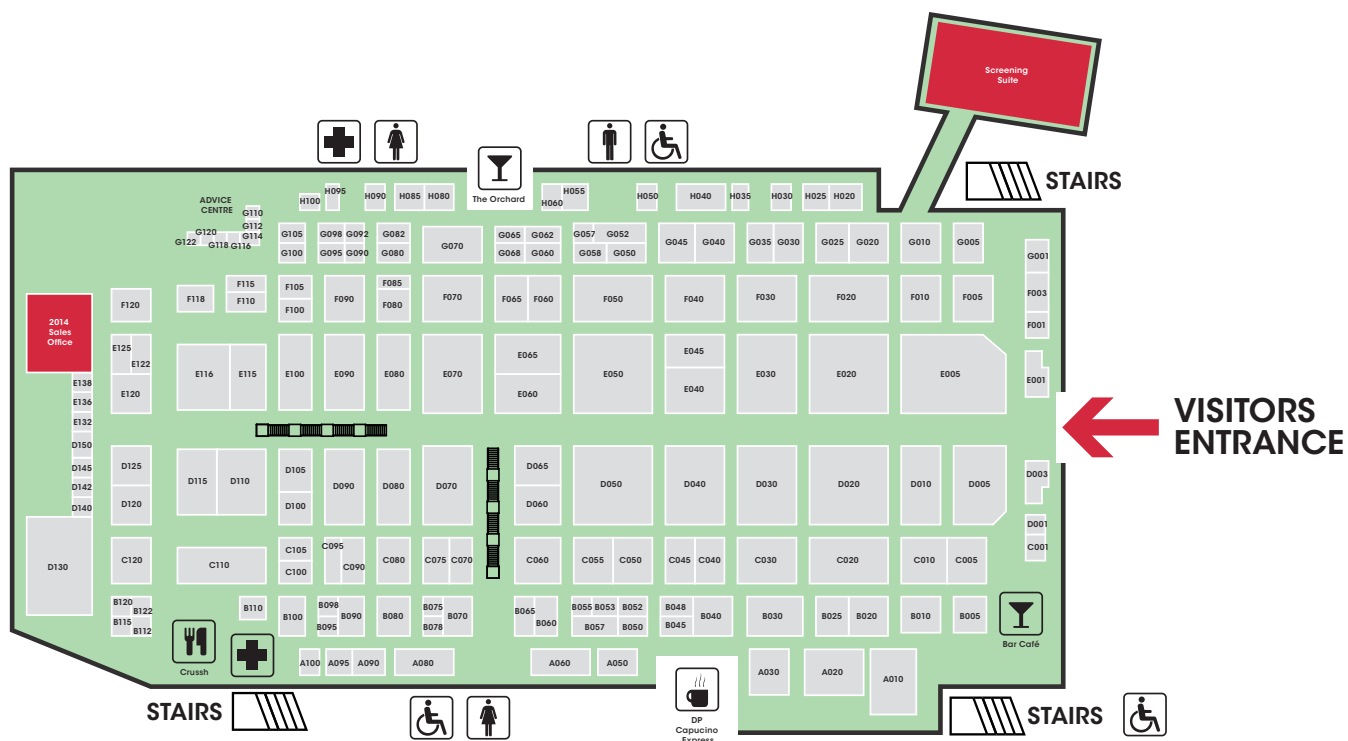 Screening
Suite
STAIRS
The Orchard
ADVICE
CENTRE
H100
H095
H090
H085
H080
H060
H055
H050
H040
H035
H030
H025
H020
G110
G112
G114
G122
G120
G118
G116
G105
G098
G092
G082
G070
G065
G062
G057
G052
G045
G040
G035
G030
G025
G020
G010
G005
G100
G095
G090
G080
G068
G060
G058
G050
G001
F120
F118
F115
F110
F105
F100
F090
F085
F080
F070
F065
F060
F050
F040
F030
F020
F010
F005
F003
F001
2014
Sales
Office
E125
E122
E120
E116
E115
E100
E090
E080
E070
E065
E060
E050
E045
E040
E030
E020
E005
E001
E138
E136
E132
D150
D145
D142
D140
VISITORS
ENTRANCE
D125
D120
D115
D110
D105
D100
D090
D080
D070
D065
D060
D050
D040
D030
D020
D010
D005
D003
D001
D130
C120
C110
C105
C100
C095
C090
C080
C075
C070
C060
C055
C050
C045
C040
C030
C020
C010
C005
C001
B120
B122
B115
B112
B110
B100
B098
B095
B090
B080
B075
B078
B070
B065
B060
B055
B053
B052
B057
B050
B048
B045
B040
B030
B025
B020
B010
B005
Bar Café
Crussh
A100
A095
A090
A080
A060
A050
A030
A020
A010
STAIRS
DP
Capucino
Express
STAIRS